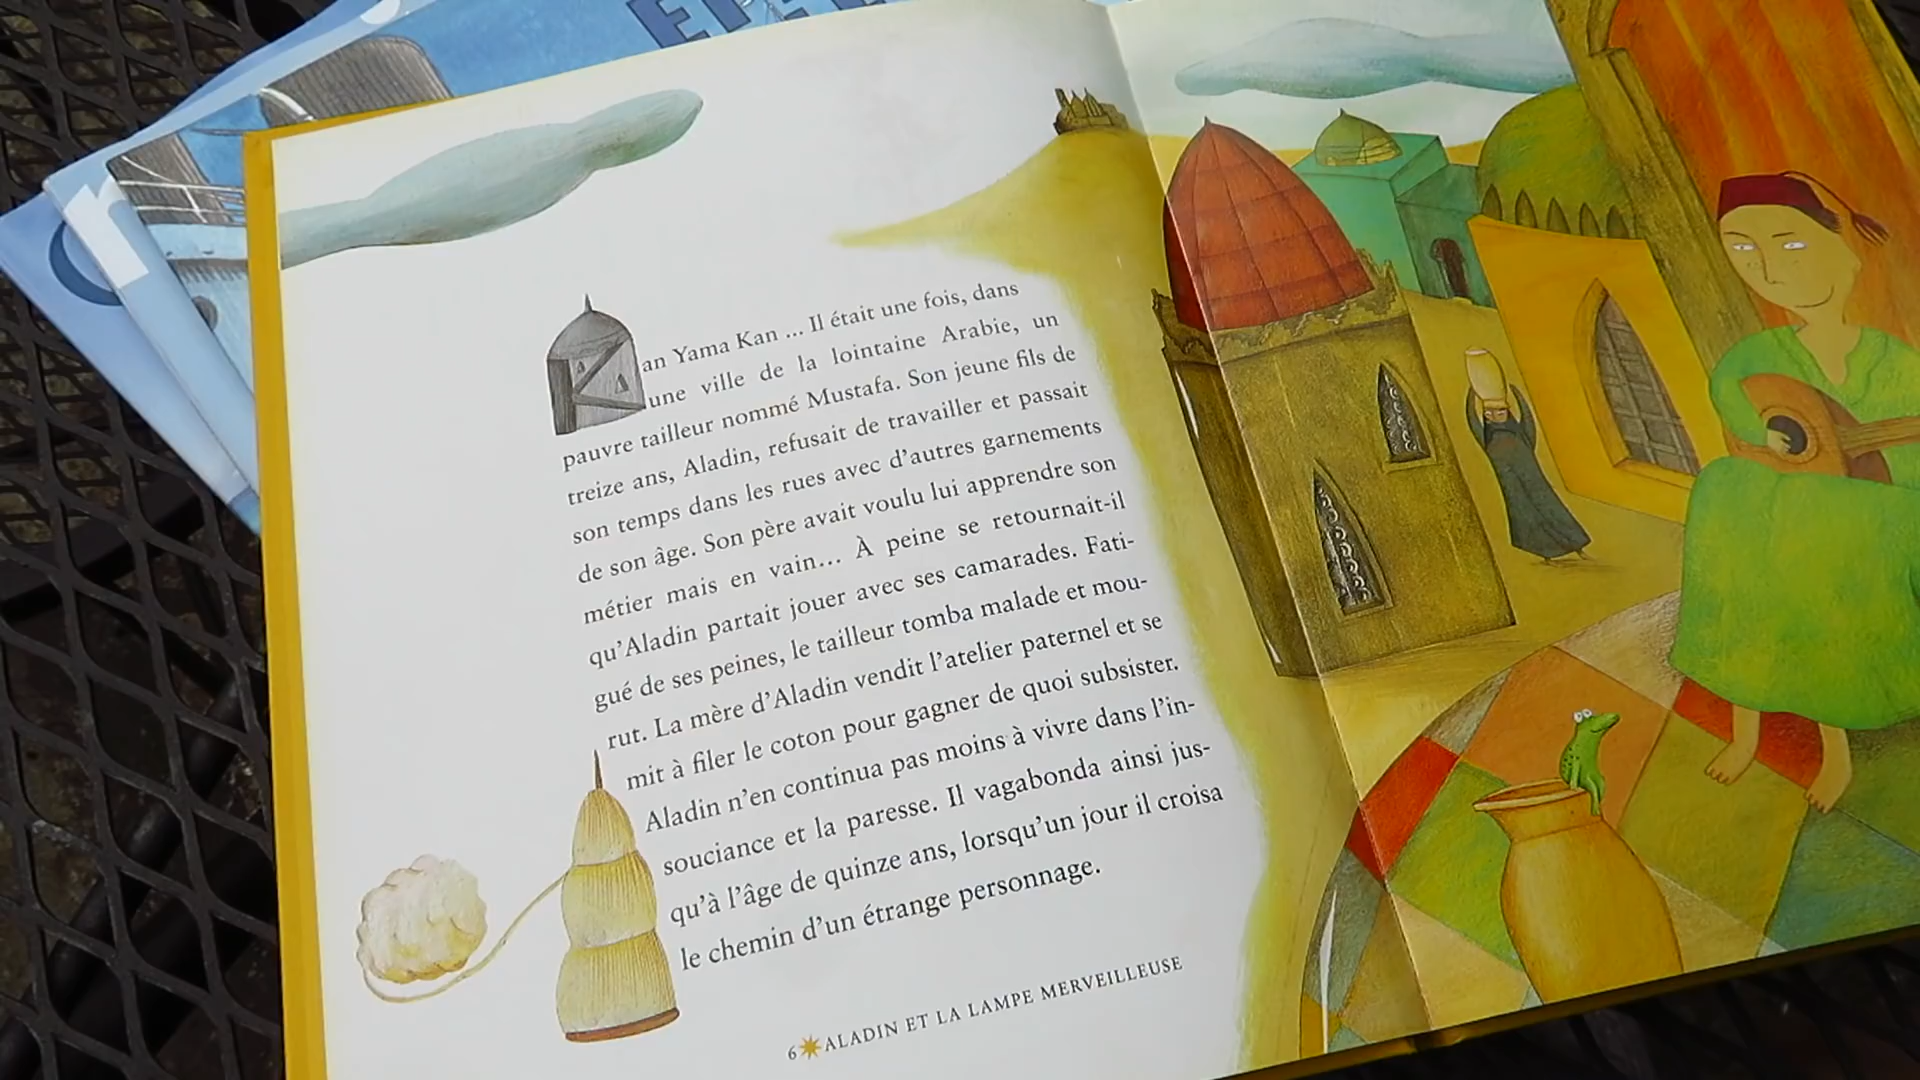 Kan Yama Kan ... Il était une fois, dans
une ville de la lointaine Arabie, un
pauvre tailleur nommé Mustafa. Son jeune fils de
treize ans, Aladin, refusait de travailler et passait
son temps dans les rues avec d'autres garnements
de son âge. Son père avait voulu lui apprendre son
métier mais en vain... À peine se retournait-il
qu'Aladin partait jouer avec ses camarades. Fati-
gué de ses peines, le tailleur tomba malade et mou-
rut. La mère d'Aladin vendit l'atelier paternel et se
mit à filer le coton pour gagner de quoi subsister.
Aladin n'en continua pas moins à vivre dans l'in-
souciance et la paresse. Il vagabonda ainsi jus-
qu'à l'âge de quinze ans, lorsqu'un jour il croisa
le chemin d'un étrange personnage.
6 ALADIN ET LA LAMPE MERVEILLEUSE